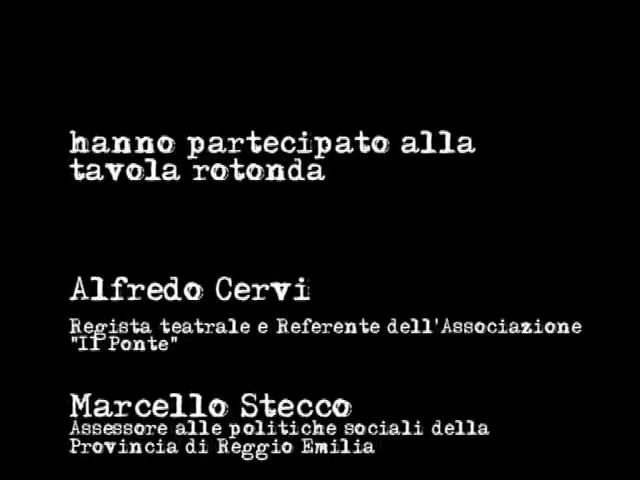 hanno partecipato alla
tavola rotonda
Alfredo Cervi
Regista teatrale e Referente dell'Associazione
"Il Ponte"
Marcello Stecco
Assessore alle politiche sociali della
Provincia di Reggio Emilia